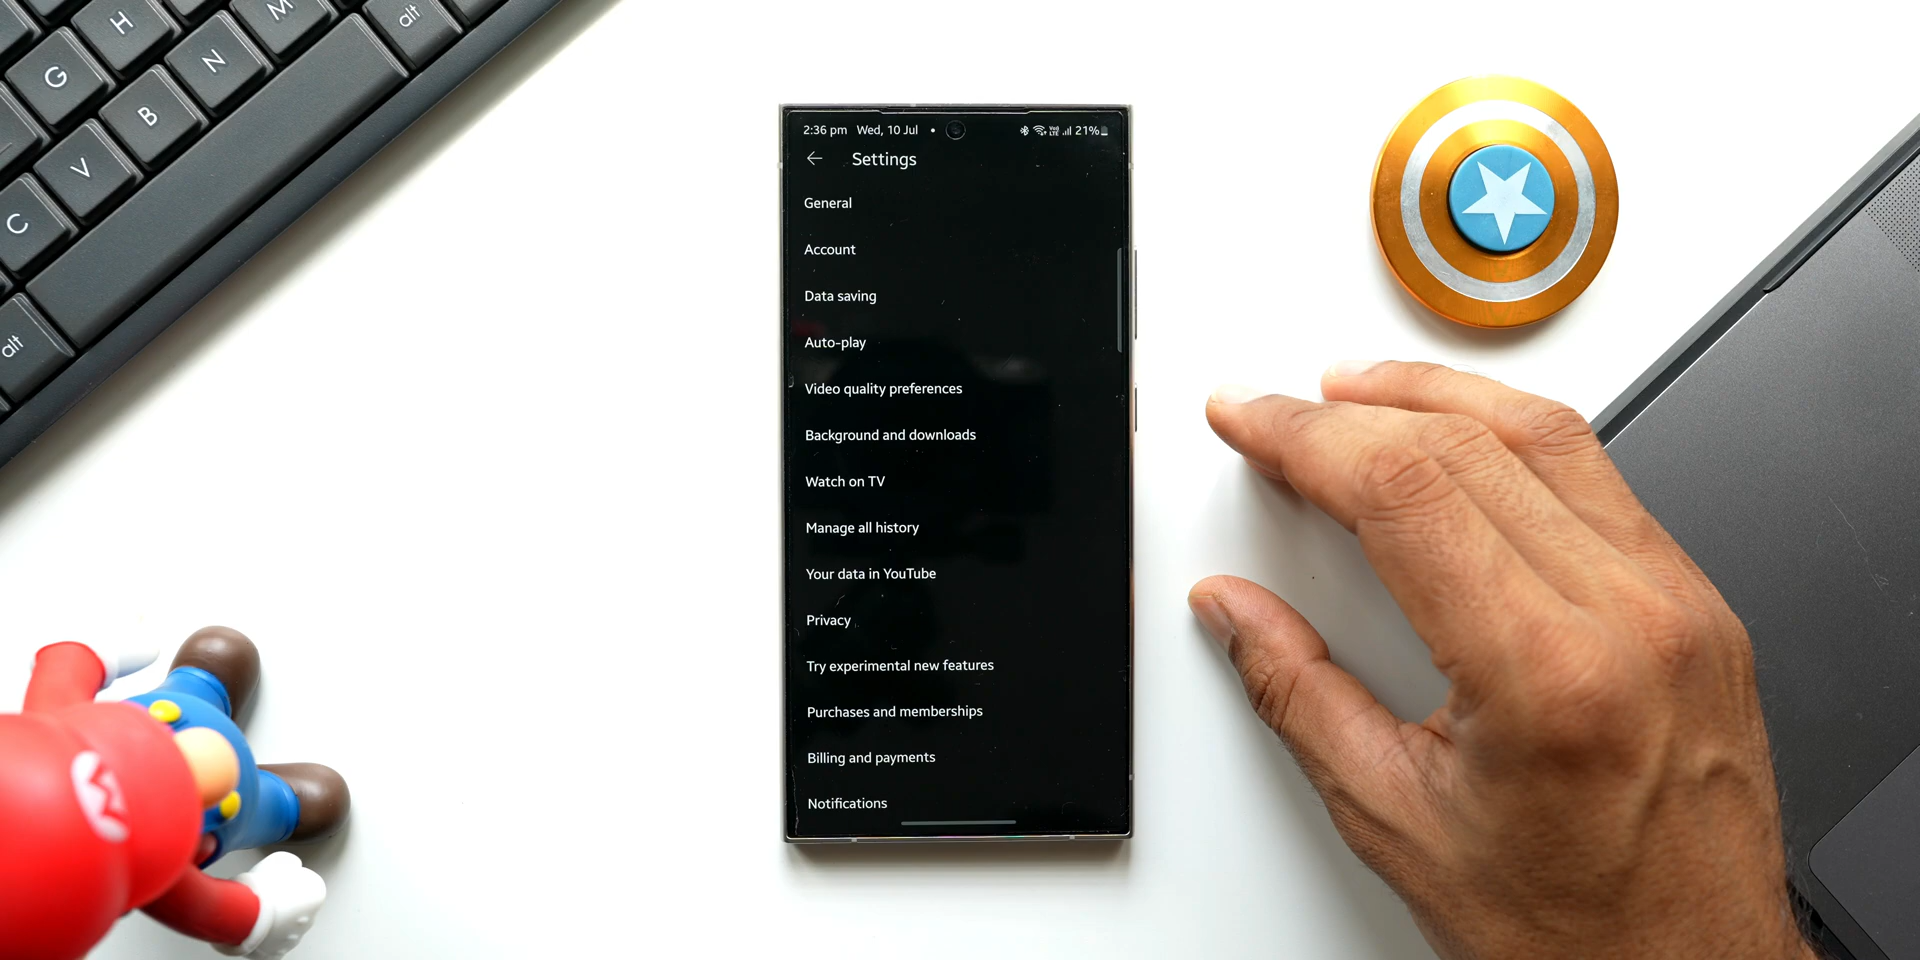 H
M
alt
G
N
B
V
C
alt
2:36 pm Wed, 10 Jul • 21%
Settings
General
Account
Data saving
Auto-play
Video quality preferences
Background and downloads
Watch on TV
Manage all history
Your data in YouTube
Privacy
Try experimental new features
Purchases and memberships
Billing and payments
Notifications
M